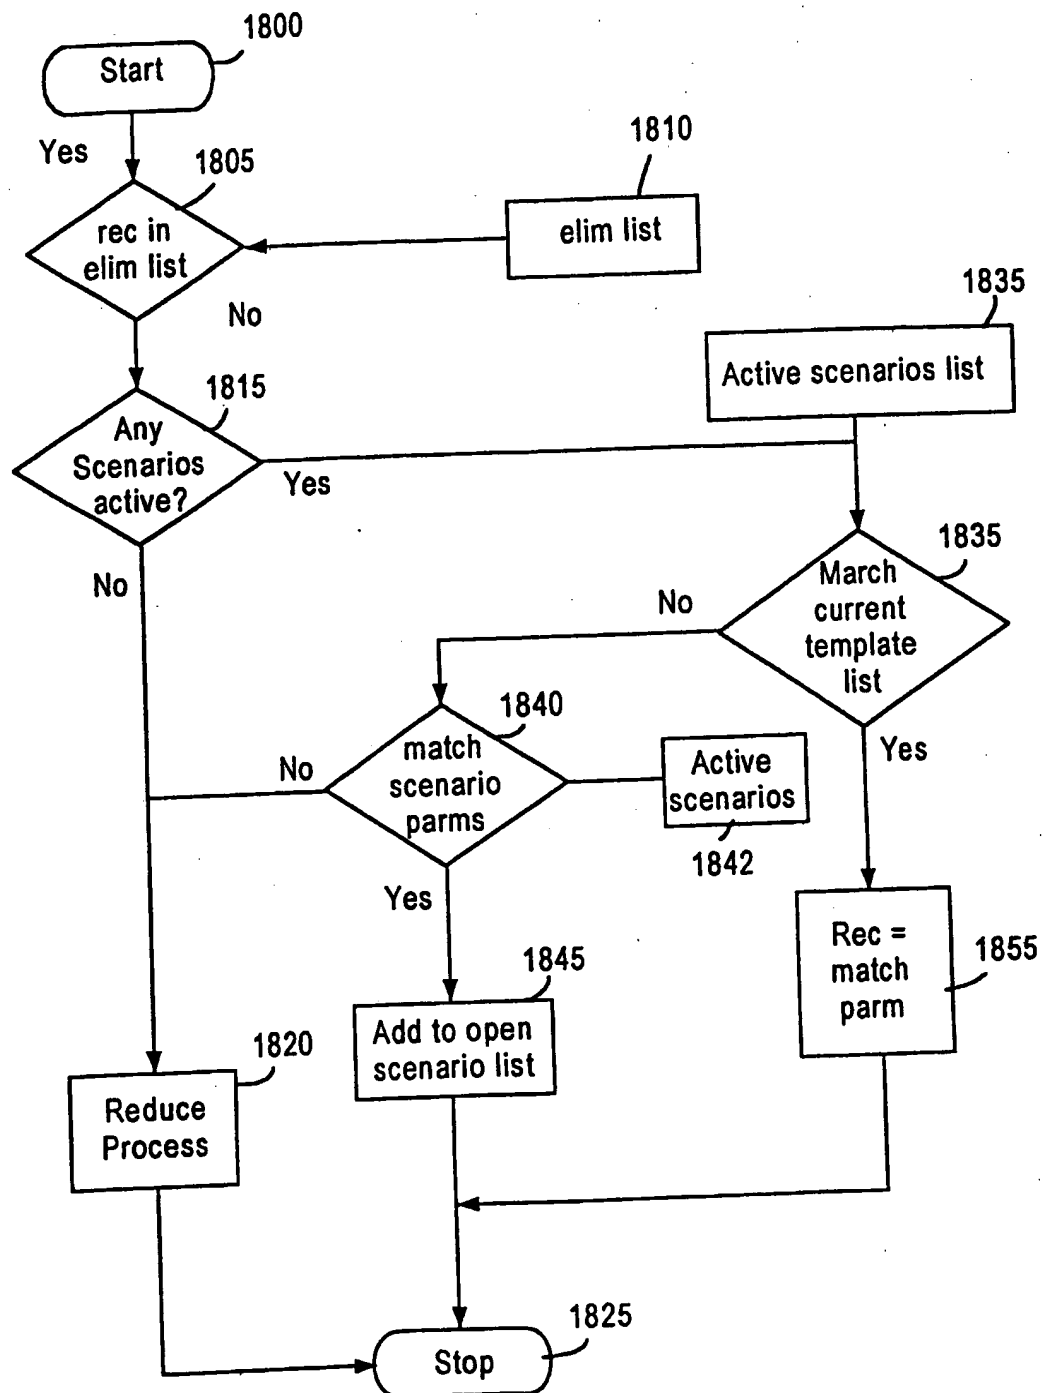 1800
Start
Yes
1805
1810
rec in
elim list
elim list
No
1835
Active scenarios list
1815
Any
Scenarios
active?
Yes
1835
March
current
template
list
No
No
1840
match
scenario
parms
No
Active
scenarios
1842
Yes
Yes
Rec =
match
parm
1855
1845
Add to open
scenario list
1820
Reduce
Process
1825
Stop